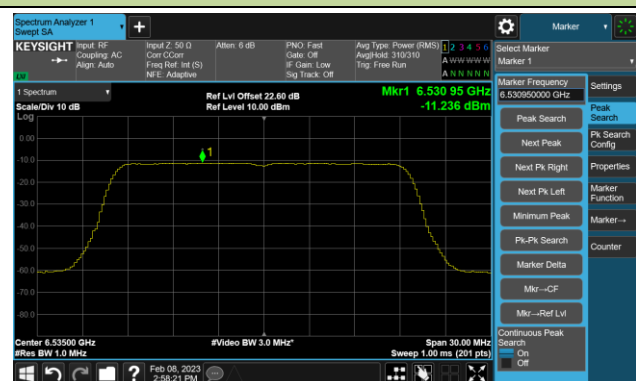 Spectrum Analyzer 1
Swept SA
Marker
KEYSIGHT
Input: RF
Coupling: AC
Align: Auto
Input Z: 50 Ω
Corr CCorr
Freq Ref: Int (S)
NFE: Adaptive
Atten: 6 dB
PNO: Fast
Gate: Off
IF Gain: Low
Sig Track: Off
Avg Type: Power (RMS)
Avg|Hold: 310/310
Trig: Free Run
1 2 3 4 5 6
A W W W W W
A N N N N N
LV
Select Marker
Marker 1
1 Spectrum
Scale/Div 10 dB
Ref Lvl Offset 22.60 dB
Ref Level 10.00 dBm
Mkr1 6.530 95 GHz
-11.236 dBm
Log
0.00
-10.0
-20.0
-30.0
-40.0
-50.0
-60.0
-70.0
-80.0
1
Center 6.53500 GHz
#Res BW 1.0 MHz
#Video BW 3.0 MHz*
Span 30.00 MHz
Sweep 1.00 ms (201 pts)
Marker Frequency
6.530950000 GHz
Peak Search
Next Peak
Next Pk Right
Next Pk Left
Minimum Peak
Pk-Pk Search
Marker Delta
Mkr→CF
Mkr→Ref Lvl
Continuous Peak
Search
On
Off
Settings
Peak
Search
Pk Search
Config
Properties
Marker
Function
Marker→
Counter
Feb 08, 2023
2:58:21 PM